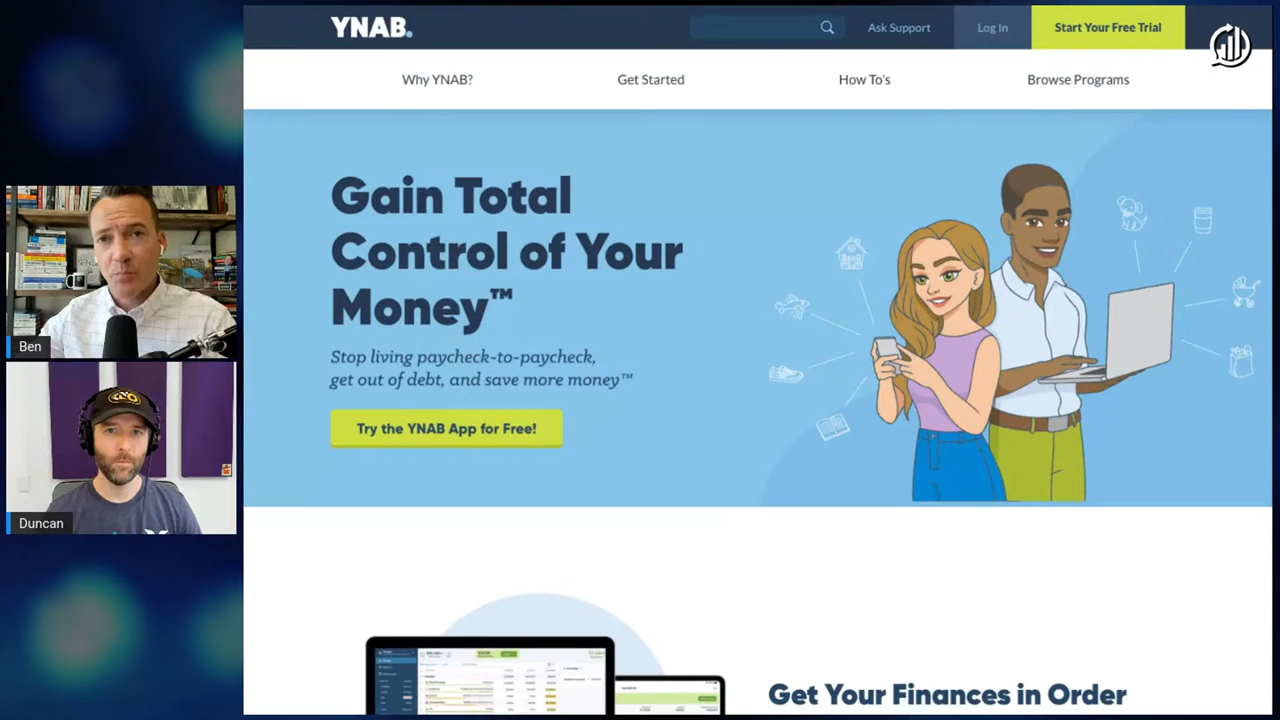 YNAB.
Ask Support
Log In
Start Your Free Trial
Why YNAB?
Get Started
How To's
Browse Programs
Gain Total
Control of Your
Money™
Stop living paycheck-to-paycheck,
get out of debt, and save more money™
Try the YNAB App for Free!
Ben
Duncan
Get Your Finances in Order